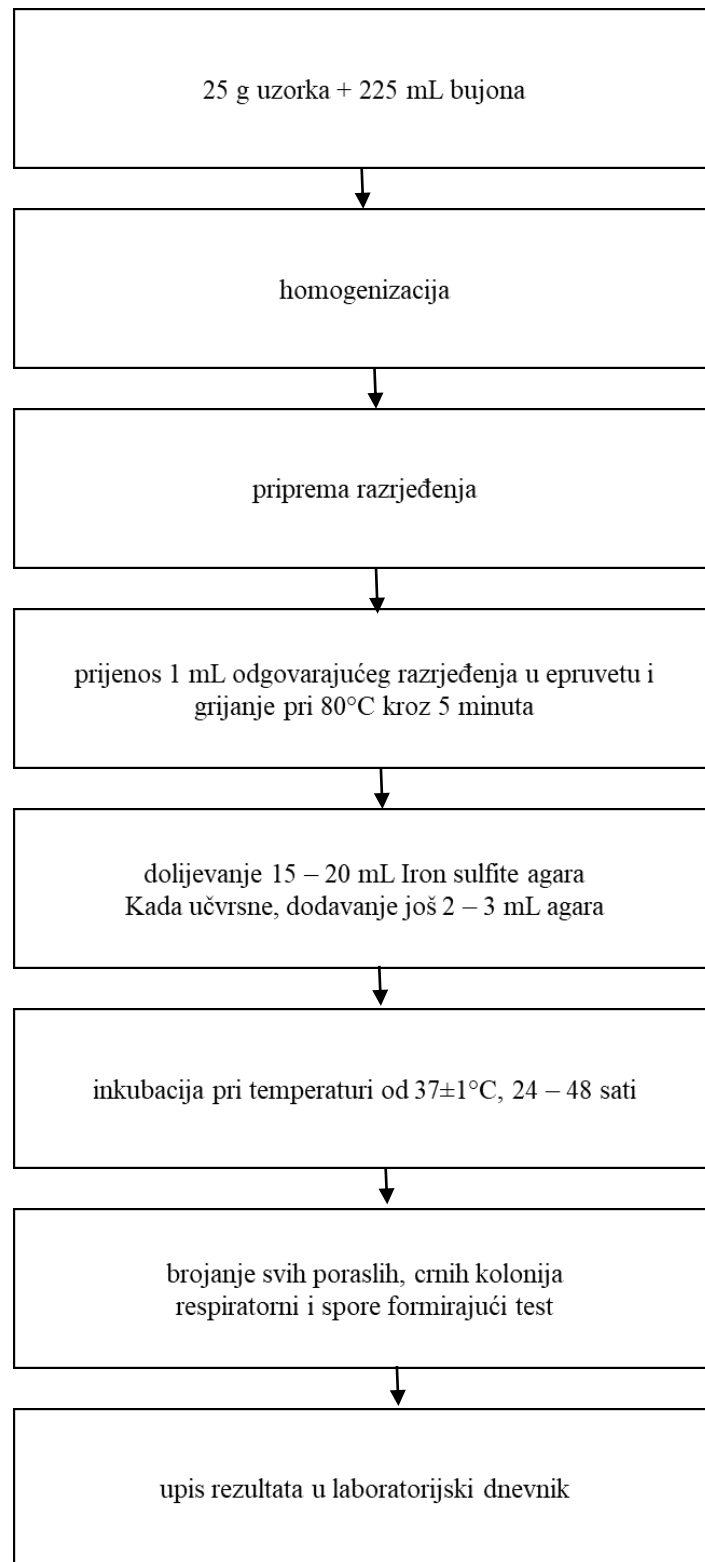 25 g uzorka + 225 mL bujona
homogenizacija
priprema razrjeđenja
prijenos 1 mL odgovarajućeg razrjeđenja u epruvetu i
grijanje pri 80°C kroz 5 minuta
dolijevanje 15 – 20 mL Iron sulfite agara
Kada učvrsne, dodavanje još 2 – 3 mL agara
inkubacija pri temperaturi od 37±1°C, 24 – 48 sati
brojanje svih poraslih, crnih kolonija
respiratorni i spore formirajući test
upis rezultata u laboratorijski dnevnik